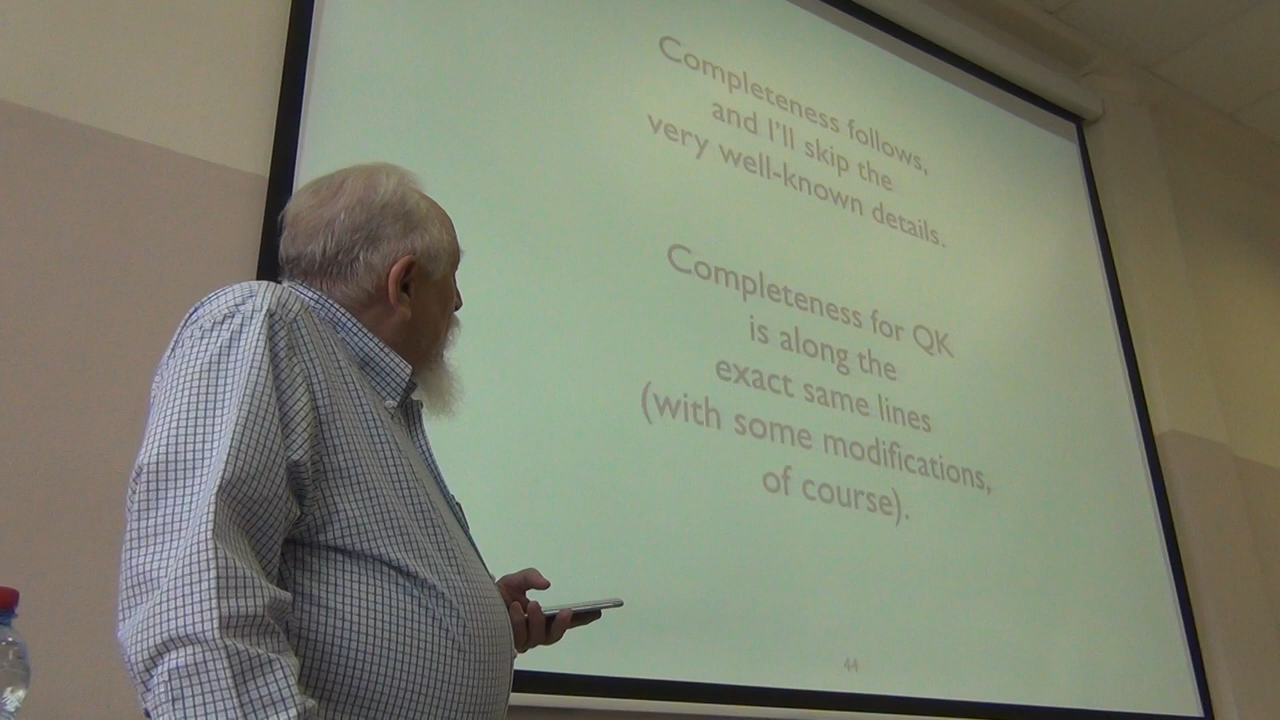 Completeness follows,
and I'll skip the
very well-known details.
Completeness for QK
is along the
exact same lines
(with some modifications,
of course).
44